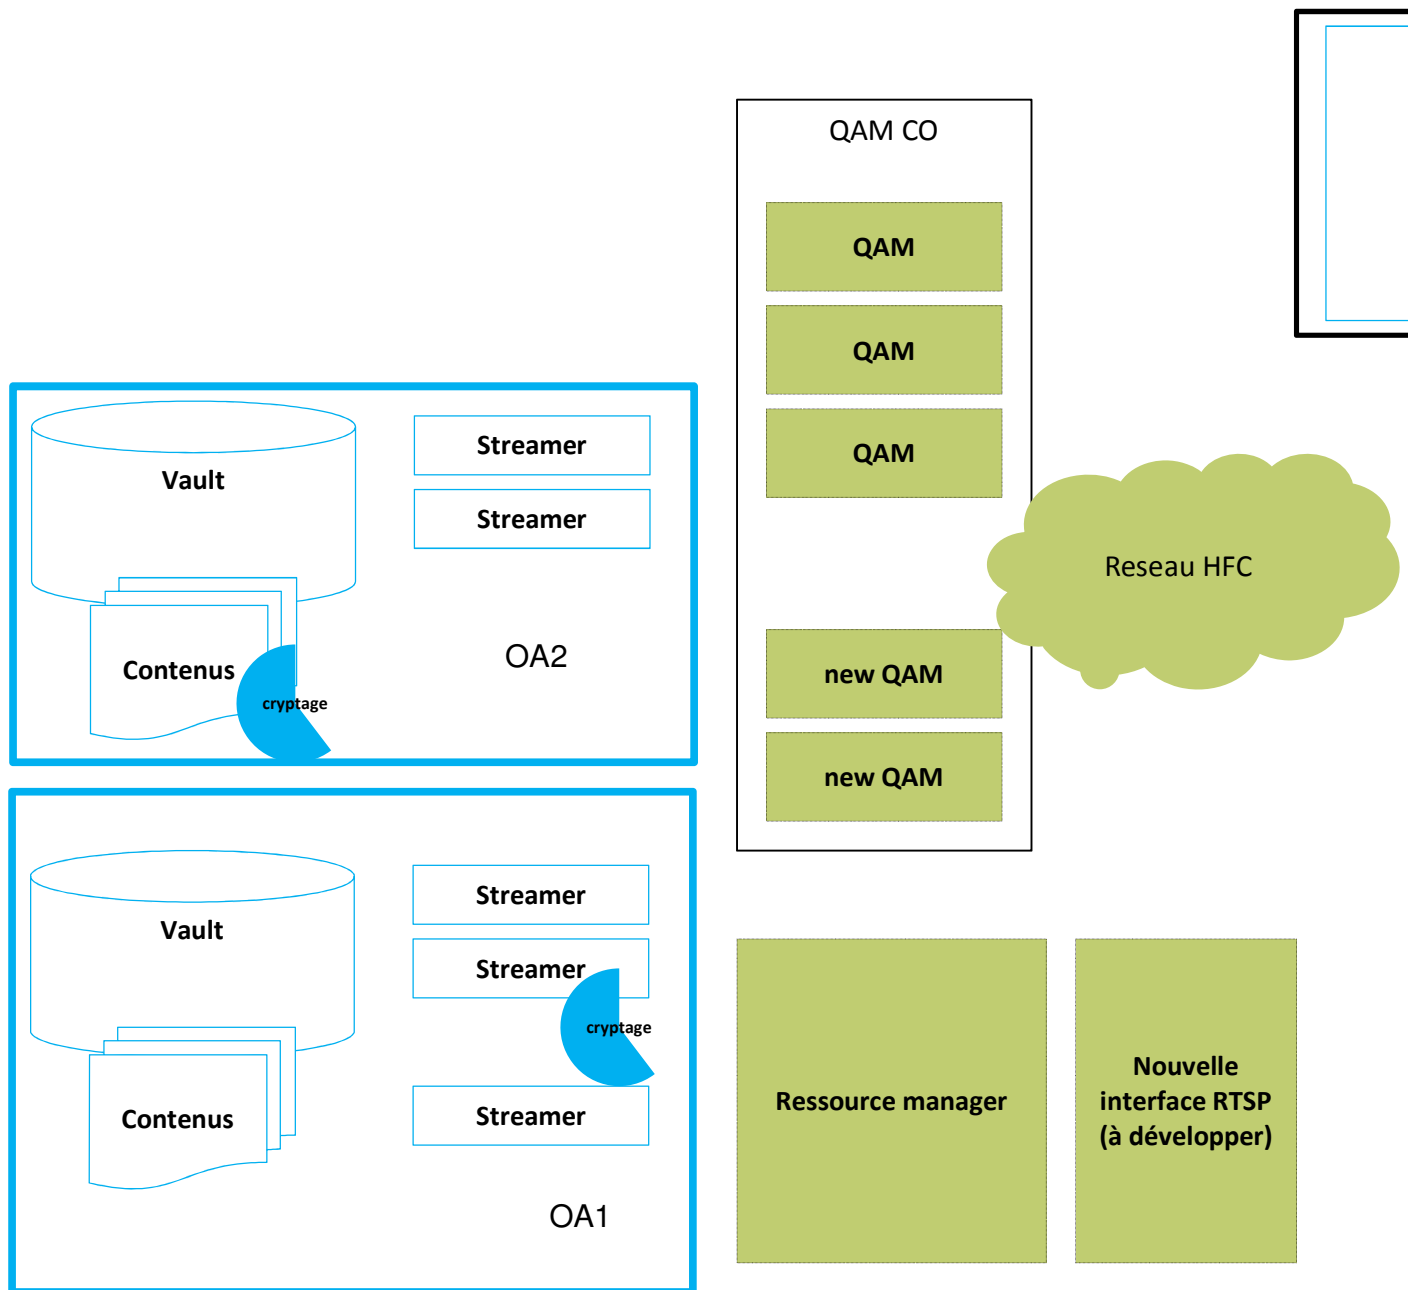 QAM CO
QAM
QAM
QAM
new QAM
new QAM
Reseau HFC
Vault
Contenus
cryptage
Streamer
Streamer
OA2
Vault
Contenus
Streamer
Streamer
cryptage
Streamer
OA1
Ressource manager
Nouvelle
interface RTSP
(à développer)